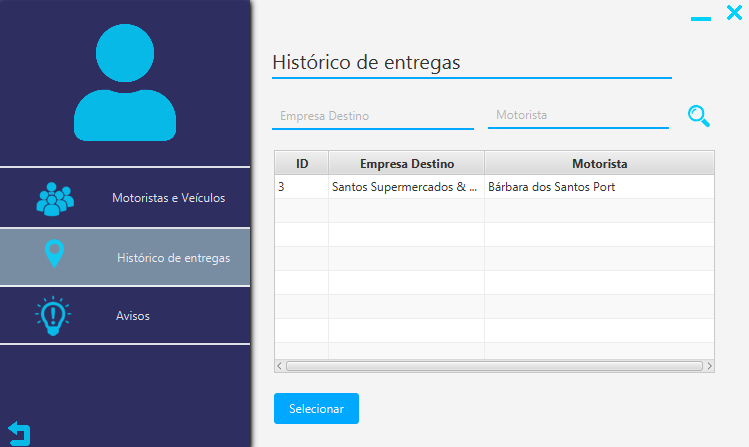 Motoristas e Veículos
Histórico de entregas
Avisos
Histórico de entregas
Empresa Destino
Motorista
ID Empresa Destino Motorista
3 Santos Supermercados & ... Bárbara dos Santos Port
Selecionar